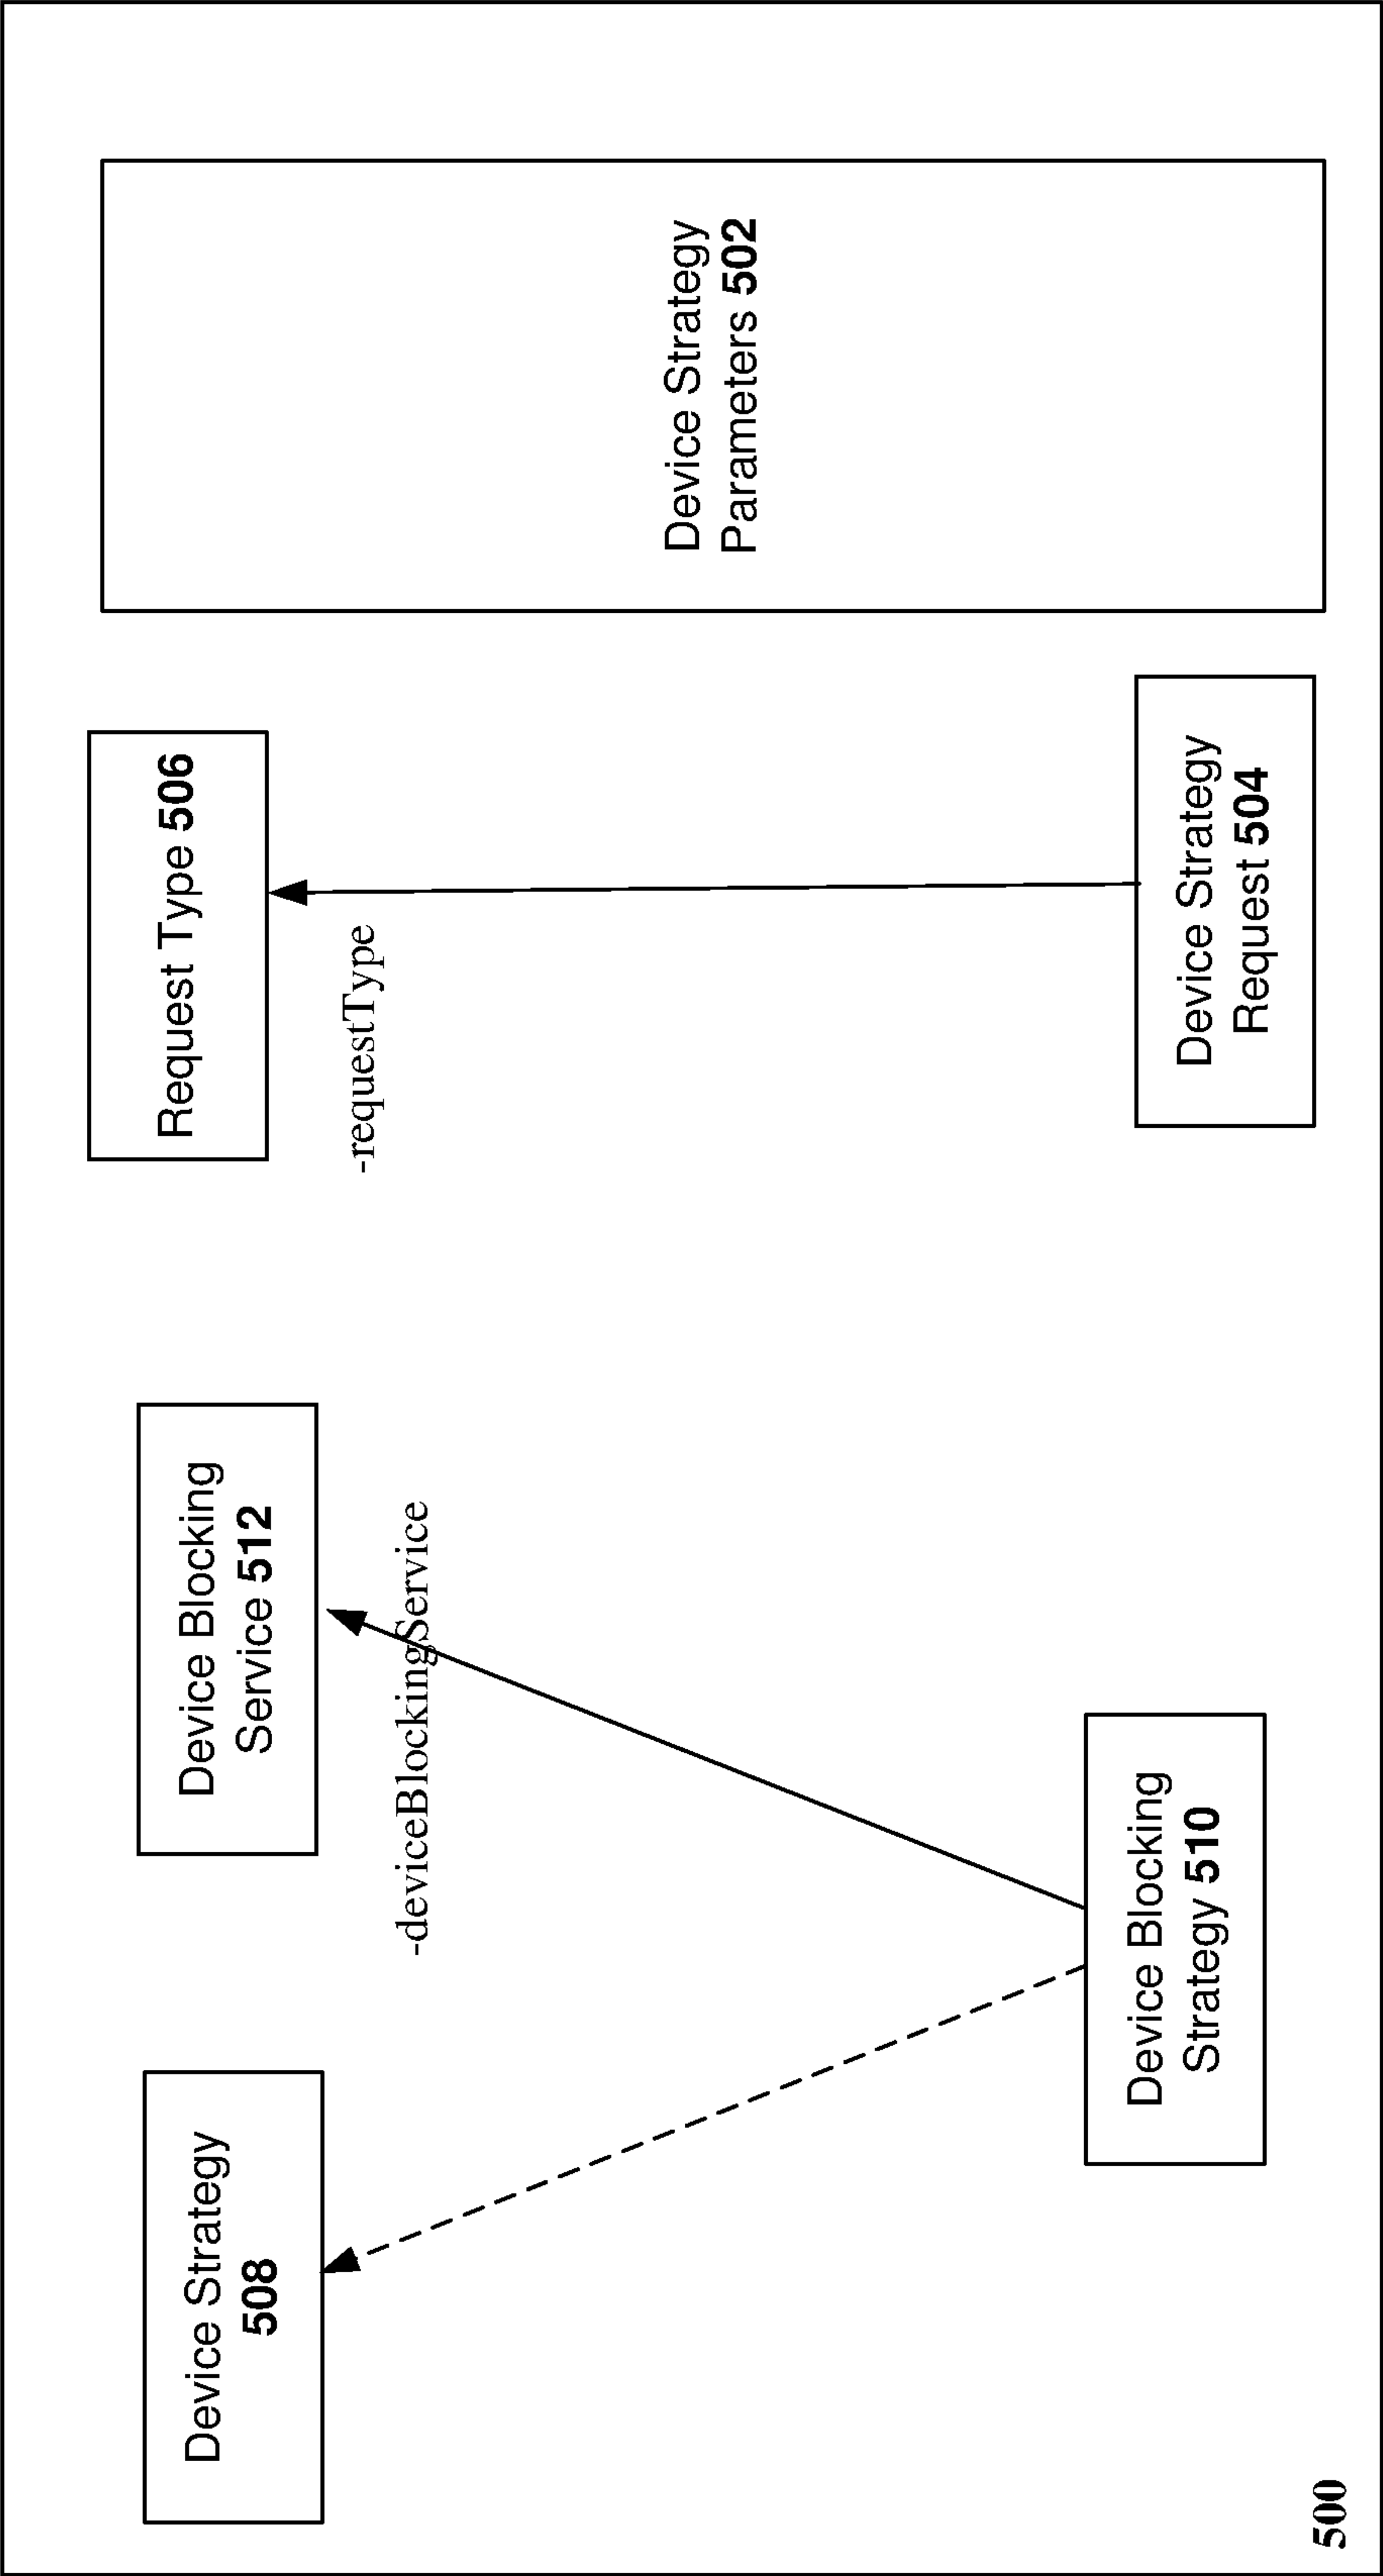 Device Strategy
508
Device Blocking
Service 512
Request Type 506
-requestType
-deviceBlockingService
Device Strategy
Parameters 502
Device Blocking
Strategy 510
Device Strategy
Request 504
500